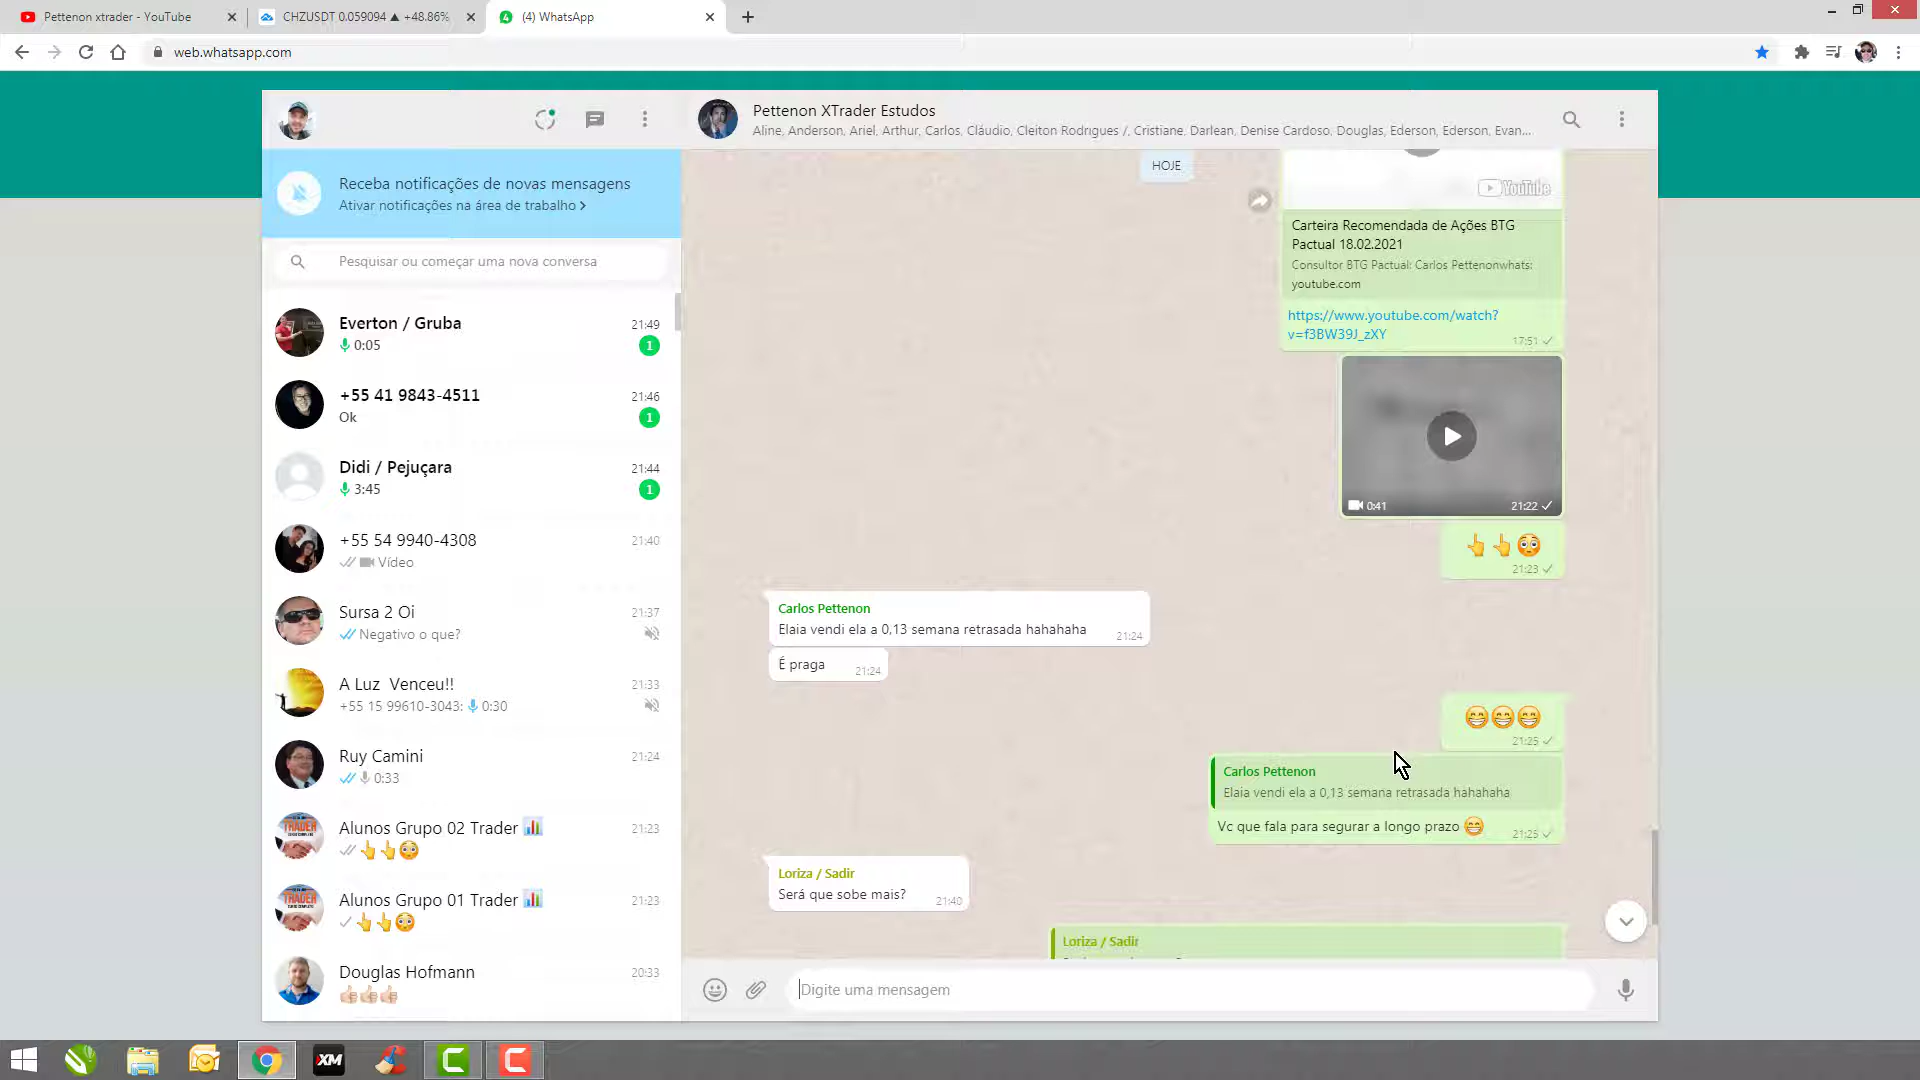 Pettenon xtrader - YouTube
CHZUSDT 0.059094 ▲ +48.86%
(4) WhatsApp
web.whatsapp.com
Pettenon XTrader Estudos
Aline, Anderson, Ariel, Arthur, Carlos, Cláudio, Cleiton Rodrigues /, Cristiane, Darlean, Denise Cardoso, Douglas, Ederson, Ederson, Evan...
Receba notificações de novas mensagens
Ativar notificações na área de trabalho >
Pesquisar ou começar uma nova conversa
Everton / Gruba
21:49
0:05
1
+55 41 9843-4511
21:46
Ok
1
Didi / Pejuçara
21:44
3:45
1
+55 54 9940-4308
21:40
Vídeo
Sursa 2 Oi
21:37
Negativo o que?
A Luz Venceu!!
21:33
+55 15 99610-3043: 0:30
Ruy Camini
21:24
0:33
Alunos Grupo 02 Trader 📊
21:23
👆👆😳
Alunos Grupo 01 Trader 📊
21:23
👆👆😳
Douglas Hofmann
20:33
👍🏻👍🏻👍🏻
HOJE
YouTube
Carteira Recomendada de Ações BTG
Pactual 18.02.2021
Consultor BTG Pactual: Carlos Pettenonwhats:
youtube.com
https://www.youtube.com/watch?
v=f3BW39J_zXY
17:51
0:41
21:22
👆👆😳
21:23
Carlos Pettenon
Elaia vendi ela a 0,13 semana retrasada hahahaha
21:24
É praga
21:24
😁😁😁
21:25
Carlos Pettenon
Elaia vendi ela a 0,13 semana retrasada hahahaha
Vc que fala para segurar a longo prazo 😁
21:25
Loriza / Sadir
Será que sobe mais?
21:40
Loriza / Sadir
Digite uma mensagem
XM